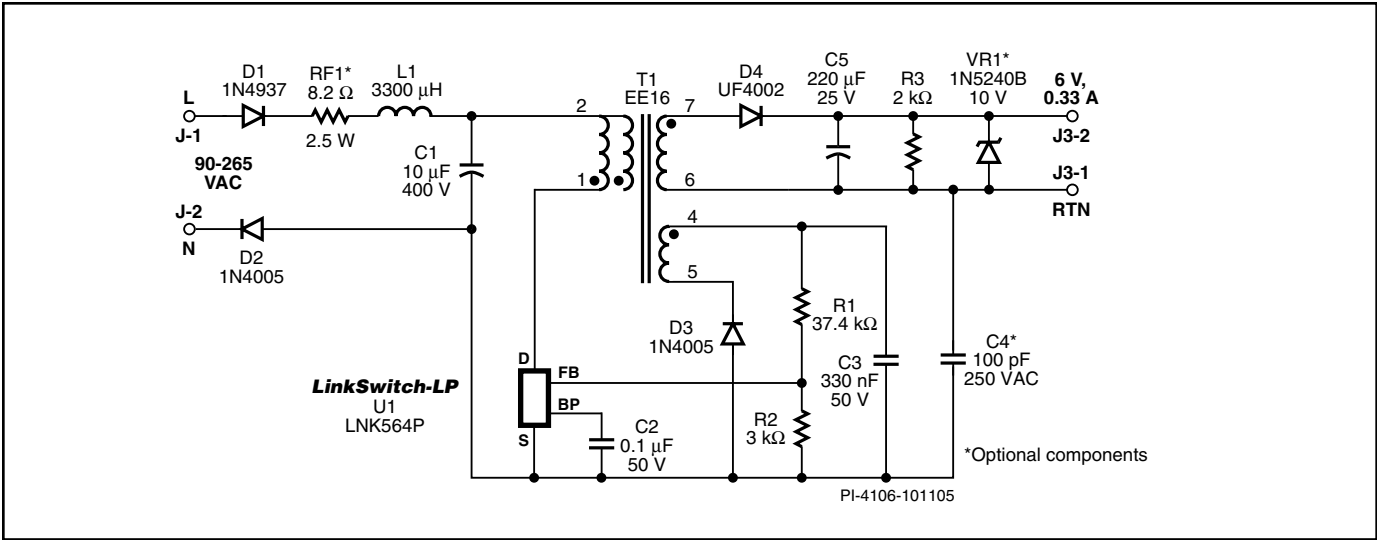 D1
1N4937
RF1*
8.2 Ω
2.5 W
L1
3300 µH
L
J-1
90-265
VAC
J-2
N
D2
1N4005
C1
10 µF
400 V
2
1
T1
EE16
7
6
4
5
D4
UF4002
C5
220 µF
25 V
R3
2 kΩ
VR1*
1N5240B
10 V
6 V,
0.33 A
J3-2
J3-1
RTN
D3
1N4005
R1
37.4 kΩ
C3
330 nF
50 V
C4*
100 pF
250 VAC
R2
3 kΩ
LinkSwitch-LP
U1
LNK564P
D
FB
BP
S
C2
0.1 µF
50 V
*Optional components
PI-4106-101105